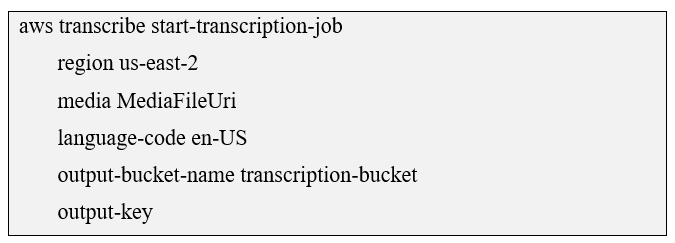 aws transcribe start-transcription-job
region us-east-2
media MediaFileUri
language-code en-US
output-bucket-name transcription-bucket
output-key